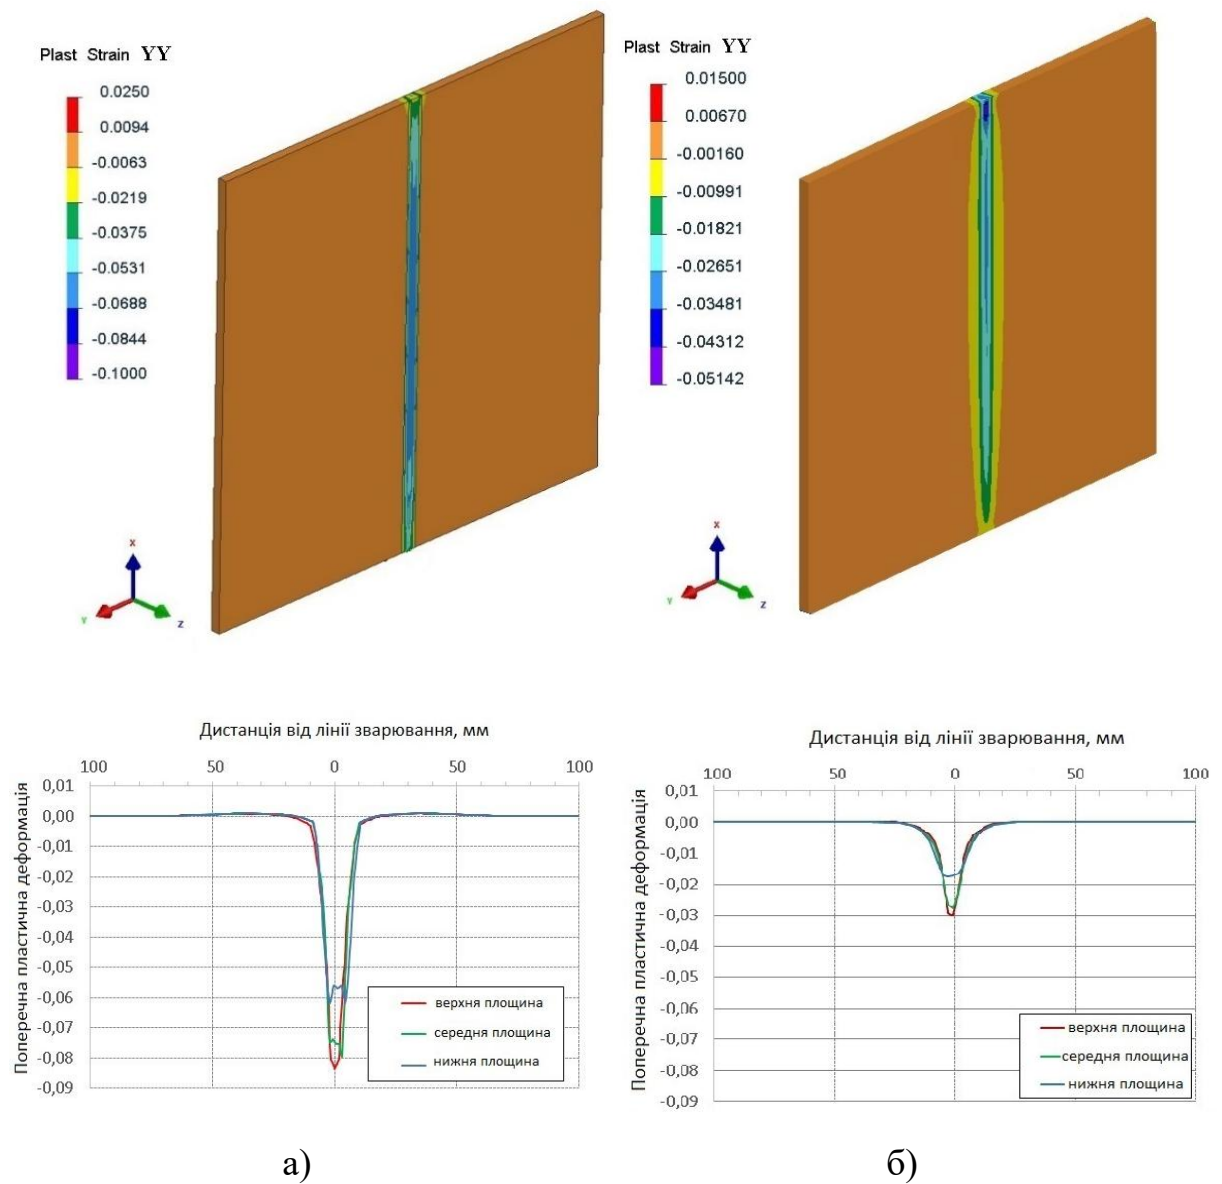 Plast Strain YY
0.0250
0.0094
-0.0063
-0.0219
-0.0375
-0.0531
-0.0688
-0.0844
-0.1000
x
y
z
Plast Strain YY
0.01500
0.00670
-0.00160
-0.00991
-0.01821
-0.02651
-0.03481
-0.04312
-0.05142
x
y
z
Дистанція від лінії зварювання, мм
100 50 0 50 100
Поперечна пластична деформація
0,01
0,00
-0,01
-0,02
-0,03
-0,04
-0,05
-0,06
-0,07
-0,08
-0,09
верхня площина
середня площина
нижня площина
Дистанція від лінії зварювання, мм
100 50 0 50 100
Поперечна пластична деформація
0,01
0,00
-0,01
-0,02
-0,03
-0,04
-0,05
-0,06
-0,07
-0,08
-0,09
верхня площина
середня площина
нижня площина
а)
б)